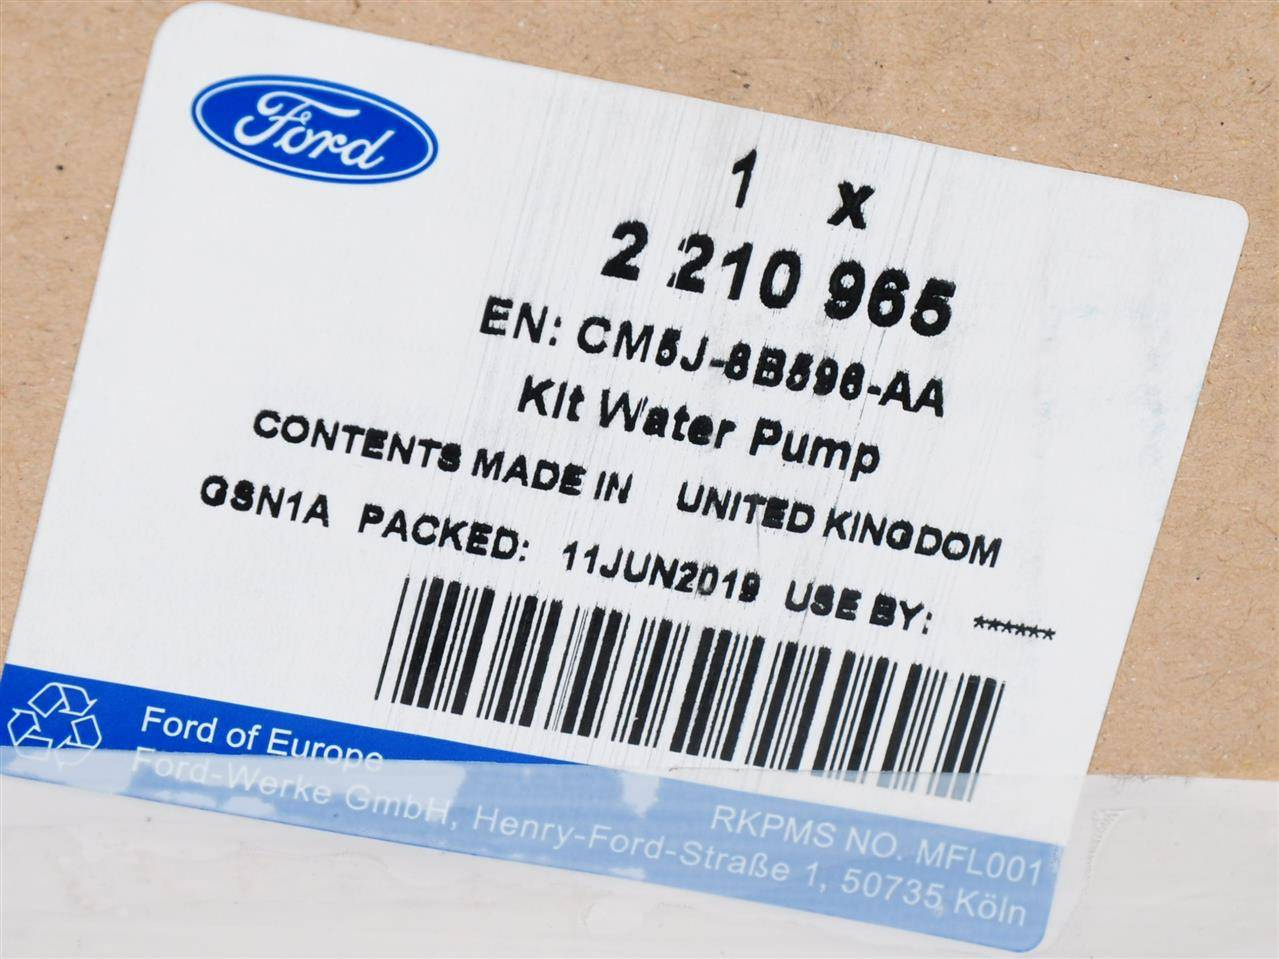 Ford
1 x
2 210 965
EN: CM5J-8B596-AA
Kit Water Pump
CONTENTS MADE IN UNITED KINGDOM
GSN1A PACKED: 11JUN2019 USE BY: ******
Ford of Europe
Ford-Werke GmbH, Henry-Ford-Straße 1, 50735 Köln
RKPMS NO. MFL001